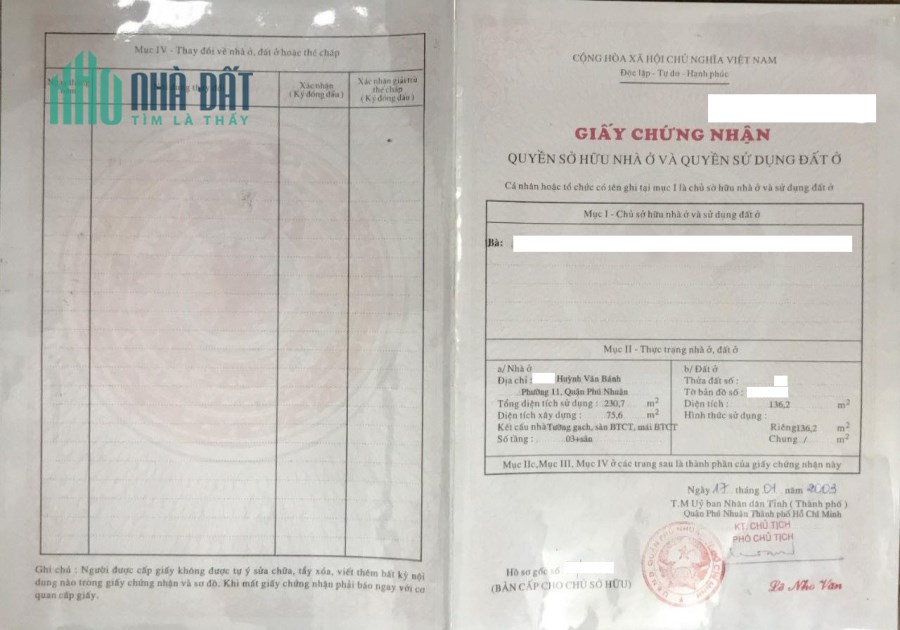 Mục IV - Thay đổi về nhà ở, đất ở hoặc thế chấp
Xác nhận
(Ký đóng dấu)
Xác nhận giải trừ
thế chấp
(Ký đóng dấu)
KHO NHÀ ĐẤT
TÌM LÀ THẤY
Ghi chú : Người được cấp giấy không được tự ý sửa chữa, tẩy xóa, viết thêm bất kỳ nội
dung nào trong giấy chứng nhận và sơ đồ. Khi mất giấy chứng nhận phải báo ngay với cơ
quan cấp giấy.
CỘNG HÒA XÃ HỘI CHỦ NGHĨA VIỆT NAM
Độc lập - Tự do - Hạnh phúc
GIẤY CHỨNG NHẬN
QUYỀN SỞ HỮU NHÀ Ở VÀ QUYỀN SỬ DỤNG ĐẤT Ở
Cá nhân hoặc tổ chức có tên ghi tại mục I là chủ sở hữu nhà ở và sử dụng đất ở
Mục I - Chủ sở hữu nhà ở và sử dụng đất ở
Bà:
Mục II - Thực trạng nhà ở, đất ở
a/ Nhà ở
Địa chỉ : Huỳnh Văn Bánh
Phường 11, Quận Phú Nhuận
Tổng diện tích sử dụng : 230,7 m2
Diện tích xây dựng : 75,6 m2
Kết cấu nhà Tường gạch, sàn BTCT, mái BTCT
Số tầng : 03+sân
b/ Đất ở
Thửa đất số :
Tờ bản đồ số :
Diện tích : 136,2 m2
Hình thức sử dụng :
Riêng 136,2 m2
Chung / m2
Mục IIc, Mục III, Mục IV ở các trang sau là thành phần của giấy chứng nhận này
Ngày 17 tháng 01 năm 2003
T.M Uỷ ban Nhân dân Tỉnh ( Thành phố )
Quận Phú Nhuận Thành phố Hồ Chí Minh
KT. CHỦ TỊCH
PHÓ CHỦ TỊCH
Hồ sơ gốc số
(BẢN CẤP CHO CHỦ SỞ HỮU)